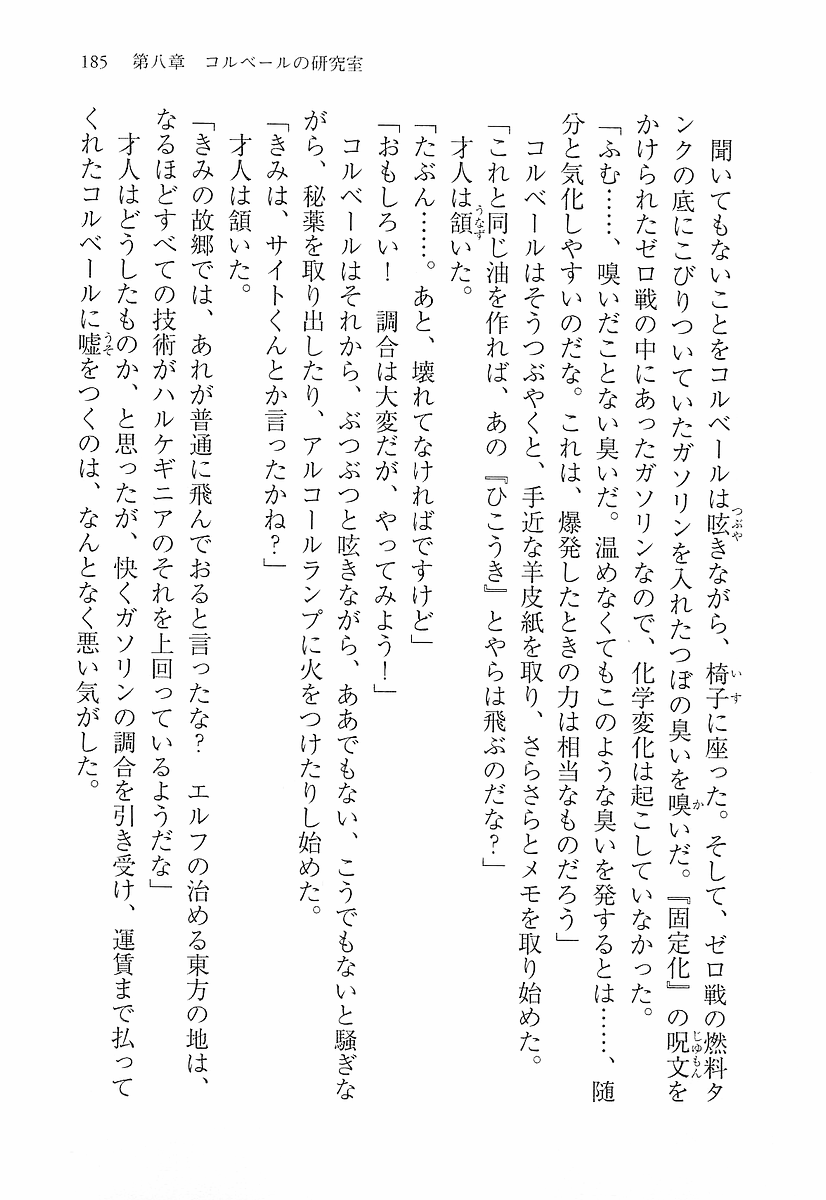 185　第八章　コルベールの研究室
　聞いてもないことをコルベールは呟きながら、椅子に座った。そして、ゼロ戦の燃料タ
ンクの底にこびりついていたガソリンを入れたつぼの臭いを嗅いだ。『固定化』の呪文を
かけられたゼロ戦の中にあったガソリンなので、化学変化は起こしていなかった。
「ふむ……、嗅いだことない臭いだ。温めなくてもこのような臭いを発するとは……、随
分と気化しやすいのだな。これは、爆発したときの力は相当なものだろう」
　コルベールはそうつぶやくと、手近な羊皮紙を取り、さらさらとメモを取り始めた。
「これと同じ油を作れば、あの『ひこうき』とやらは飛ぶのだな？」
　才人は頷いた。
「たぶん……。あと、壊れてなければですけど」
「おもしろい！　調合は大変だが、やってみよう！」
　コルベールはそれから、ぶつぶつと呟きながら、ああでもない、こうでもないと騒ぎな
がら、秘薬を取り出したり、アルコールランプに火をつけたりし始めた。
「きみは、サイトくんとか言ったかね？」
　才人は頷いた。
「きみの故郷では、あれが普通に飛んでおると言ったな？　エルフの治める東方の地は、
なるほどすべての技術がハルケギニアのそれを上回っているようだな」
　才人はどうしたものか、と思ったが、快くガソリンの調合を引き受け、運賃まで払って
くれたコルベールに嘘をつくのは、なんとなく悪い気がした。